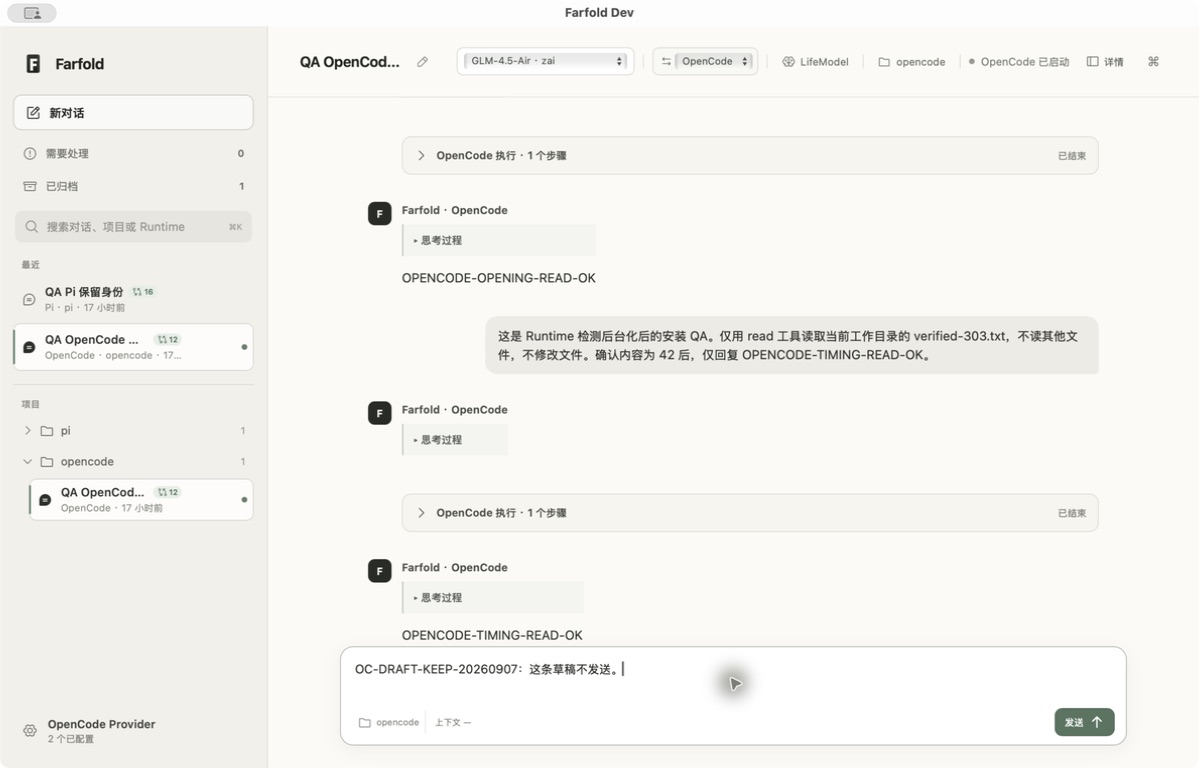 Farfold Dev
Farfold
新对话
需要处理 0
已归档 1
搜索对话、项目或 Runtime ⌘K
最近
QA Pi 保留身份 16
Pi · pi · 17 小时前
QA OpenCode ... 12
OpenCode · opencode · 17...
项目
pi 1
opencode 1
QA OpenCod... 12
OpenCode · 17 小时前
OpenCode Provider
2 个已配置
QA OpenCod... GLM-4.5-Air · zai OpenCode LifeModel opencode OpenCode 已启动 详情 ⌘
OpenCode 执行 · 1 个步骤 已结束
F Farfold · OpenCode
思考过程
OPENCODE-OPENING-READ-OK
这是 Runtime 检测后台化后的安装 QA。仅用 read 工具读取当前工作目录的 verified-303.txt，不读其他文
件，不修改文件。确认内容为 42 后，仅回复 OPENCODE-TIMING-READ-OK。
F Farfold · OpenCode
思考过程
OpenCode 执行 · 1 个步骤 已结束
F Farfold · OpenCode
思考过程
OPENCODE-TIMING-READ-OK
OC-DRAFT-KEEP-20260907：这条草稿不发送。
opencode 上下文 — 发送